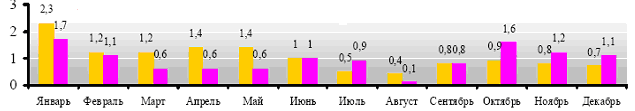 3
2
1
0
2,3 1,7 1,2 1,1 1,2 0,6 1,4 0,6 1,4 0,6 1 1 0,5 0,9 0,4 0,1 0,8 0,8 0,9 1,6 0,8 1,2 0,7 1,1
Январь Февраль Март Апрель Май Июнь Июль Август Сентябрь Октябрь Ноябрь Декабрь